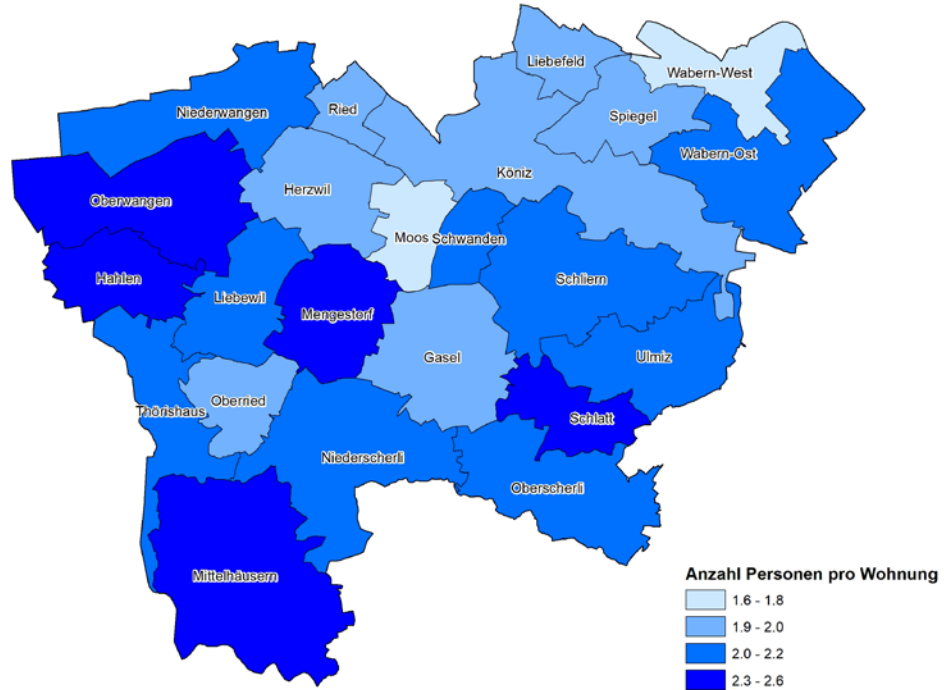 Liebefeld
Wabern-West
Niederwangen
Ried
Spiegel
Wabern-Ost
Köniz
Herzwil
Oberwangen
Moos
Schwanden
Hahlen
Liebewil
Schliern
Mengestorf
Gasel
Ulmiz
Oberried
Thörishaus
Schlatt
Niederscherli
Oberscherli
Mittelhäusern
Anzahl Personen pro Wohnung
1.6 - 1.8
1.9 - 2.0
2.0 - 2.2
2.3 - 2.6